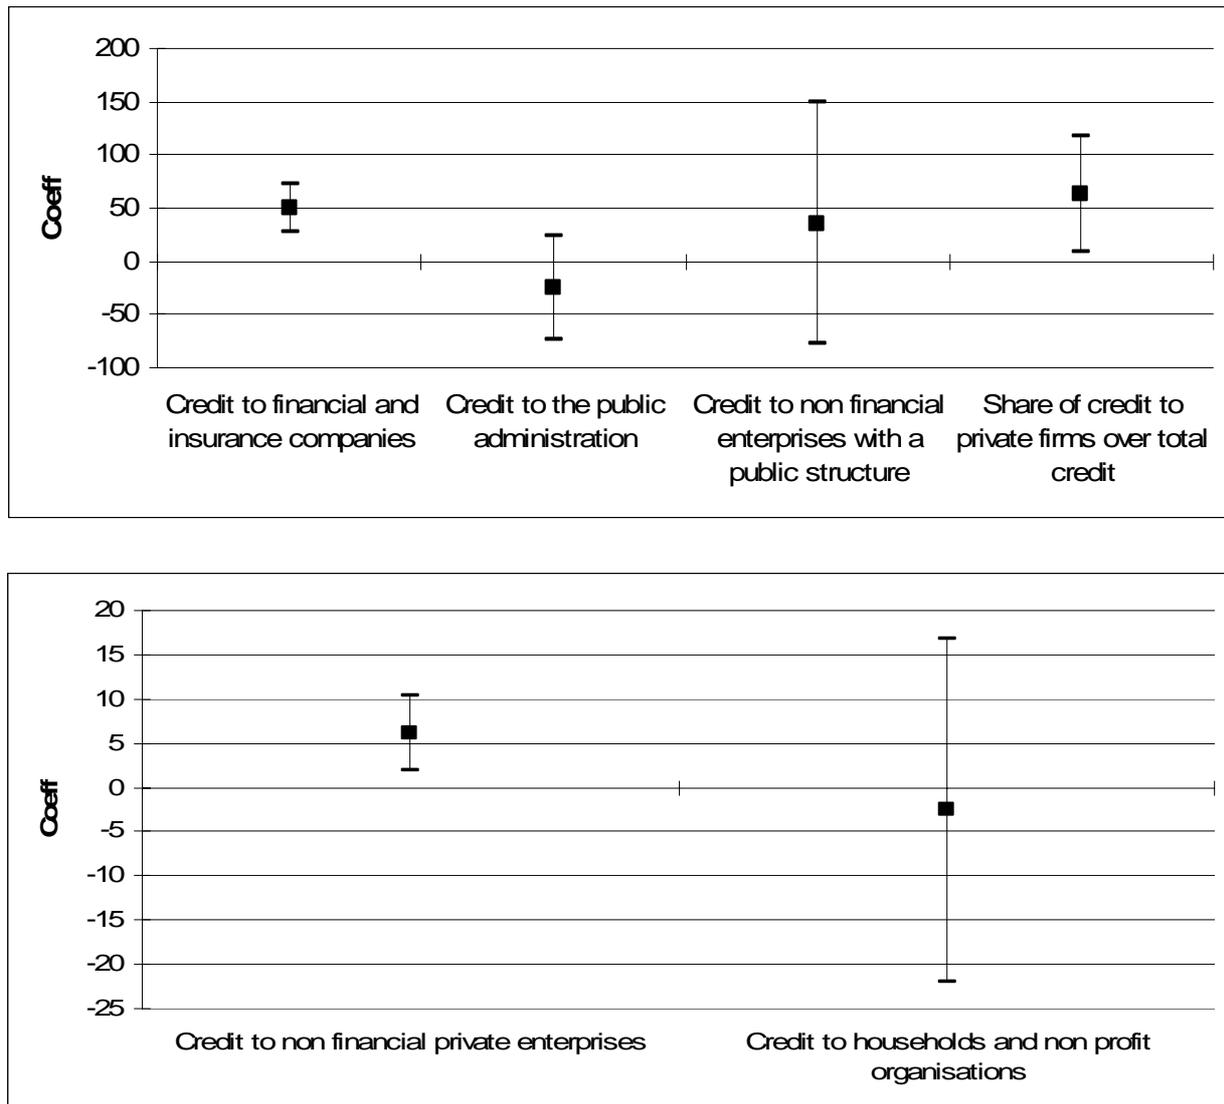 200
150
100
50
0
-50
-100
Coeff
Credit to financial and
insurance companies
Credit to the public
administration
Credit to non financial
enterprises with a
public structure
Share of credit to
private firms over total
credit
20
15
10
5
0
-5
-10
-15
-20
-25
Coeff
Credit to non financial private enterprises
Credit to households and non profit
organisations